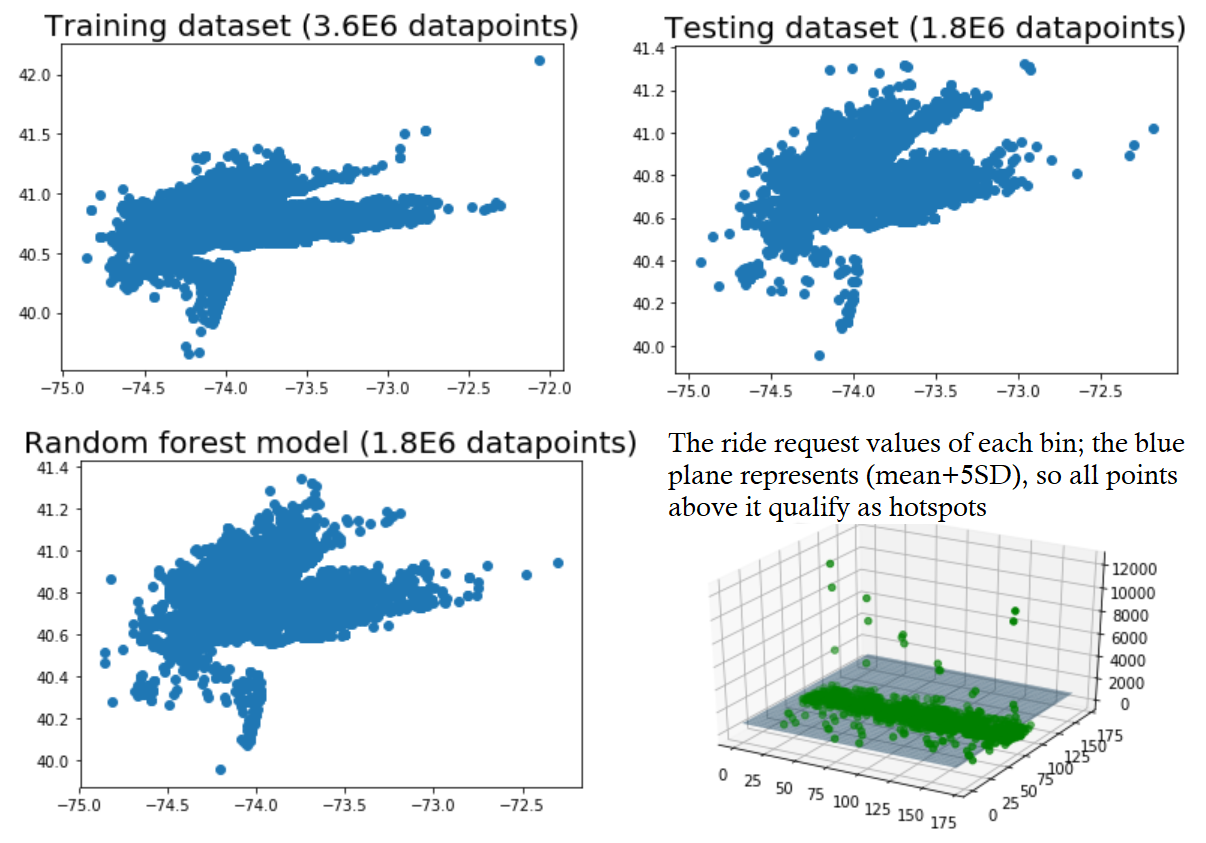 Training dataset (3.6E6 datapoints)
42.0
41.5
41.0
40.5
40.0
−75.0 −74.5 −74.0 −73.5 −73.0 −72.5 −72.0
Testing dataset (1.8E6 datapoints)
41.4
41.2
41.0
40.8
40.6
40.4
40.2
40.0
−75.0 −74.5 −74.0 −73.5 −73.0 −72.5
Random forest model (1.8E6 datapoints)
41.4
41.2
41.0
40.8
40.6
40.4
40.2
40.0
−75.0 −74.5 −74.0 −73.5 −73.0 −72.5
The ride request values of each bin; the blue
plane represents (mean+5SD), so all points
above it qualify as hotspots
12000
10000
8000
6000
4000
2000
0
0 25 50 75 100 125 150 175
0 25 50 75 100 125 150 175